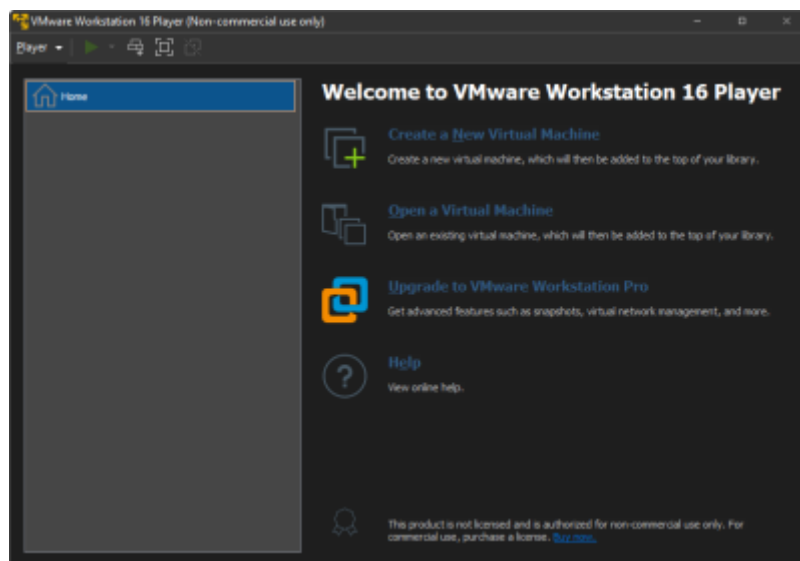 VMware Workstation 16 Player (Non-commercial use only)
Player
Home
Welcome to VMware Workstation 16 Player
Create a New Virtual Machine
Create a new virtual machine, which will then be added to the top of your library.
Open a Virtual Machine
Open an existing virtual machine, which will then be added to the top of your library.
Upgrade to VMware Workstation Pro
Get advanced features such as snapshots, virtual network management, and more.
Help
View online help.
This product is not licensed and is authorized for non-commercial use only. For
commercial use, purchase a license. Buy now.